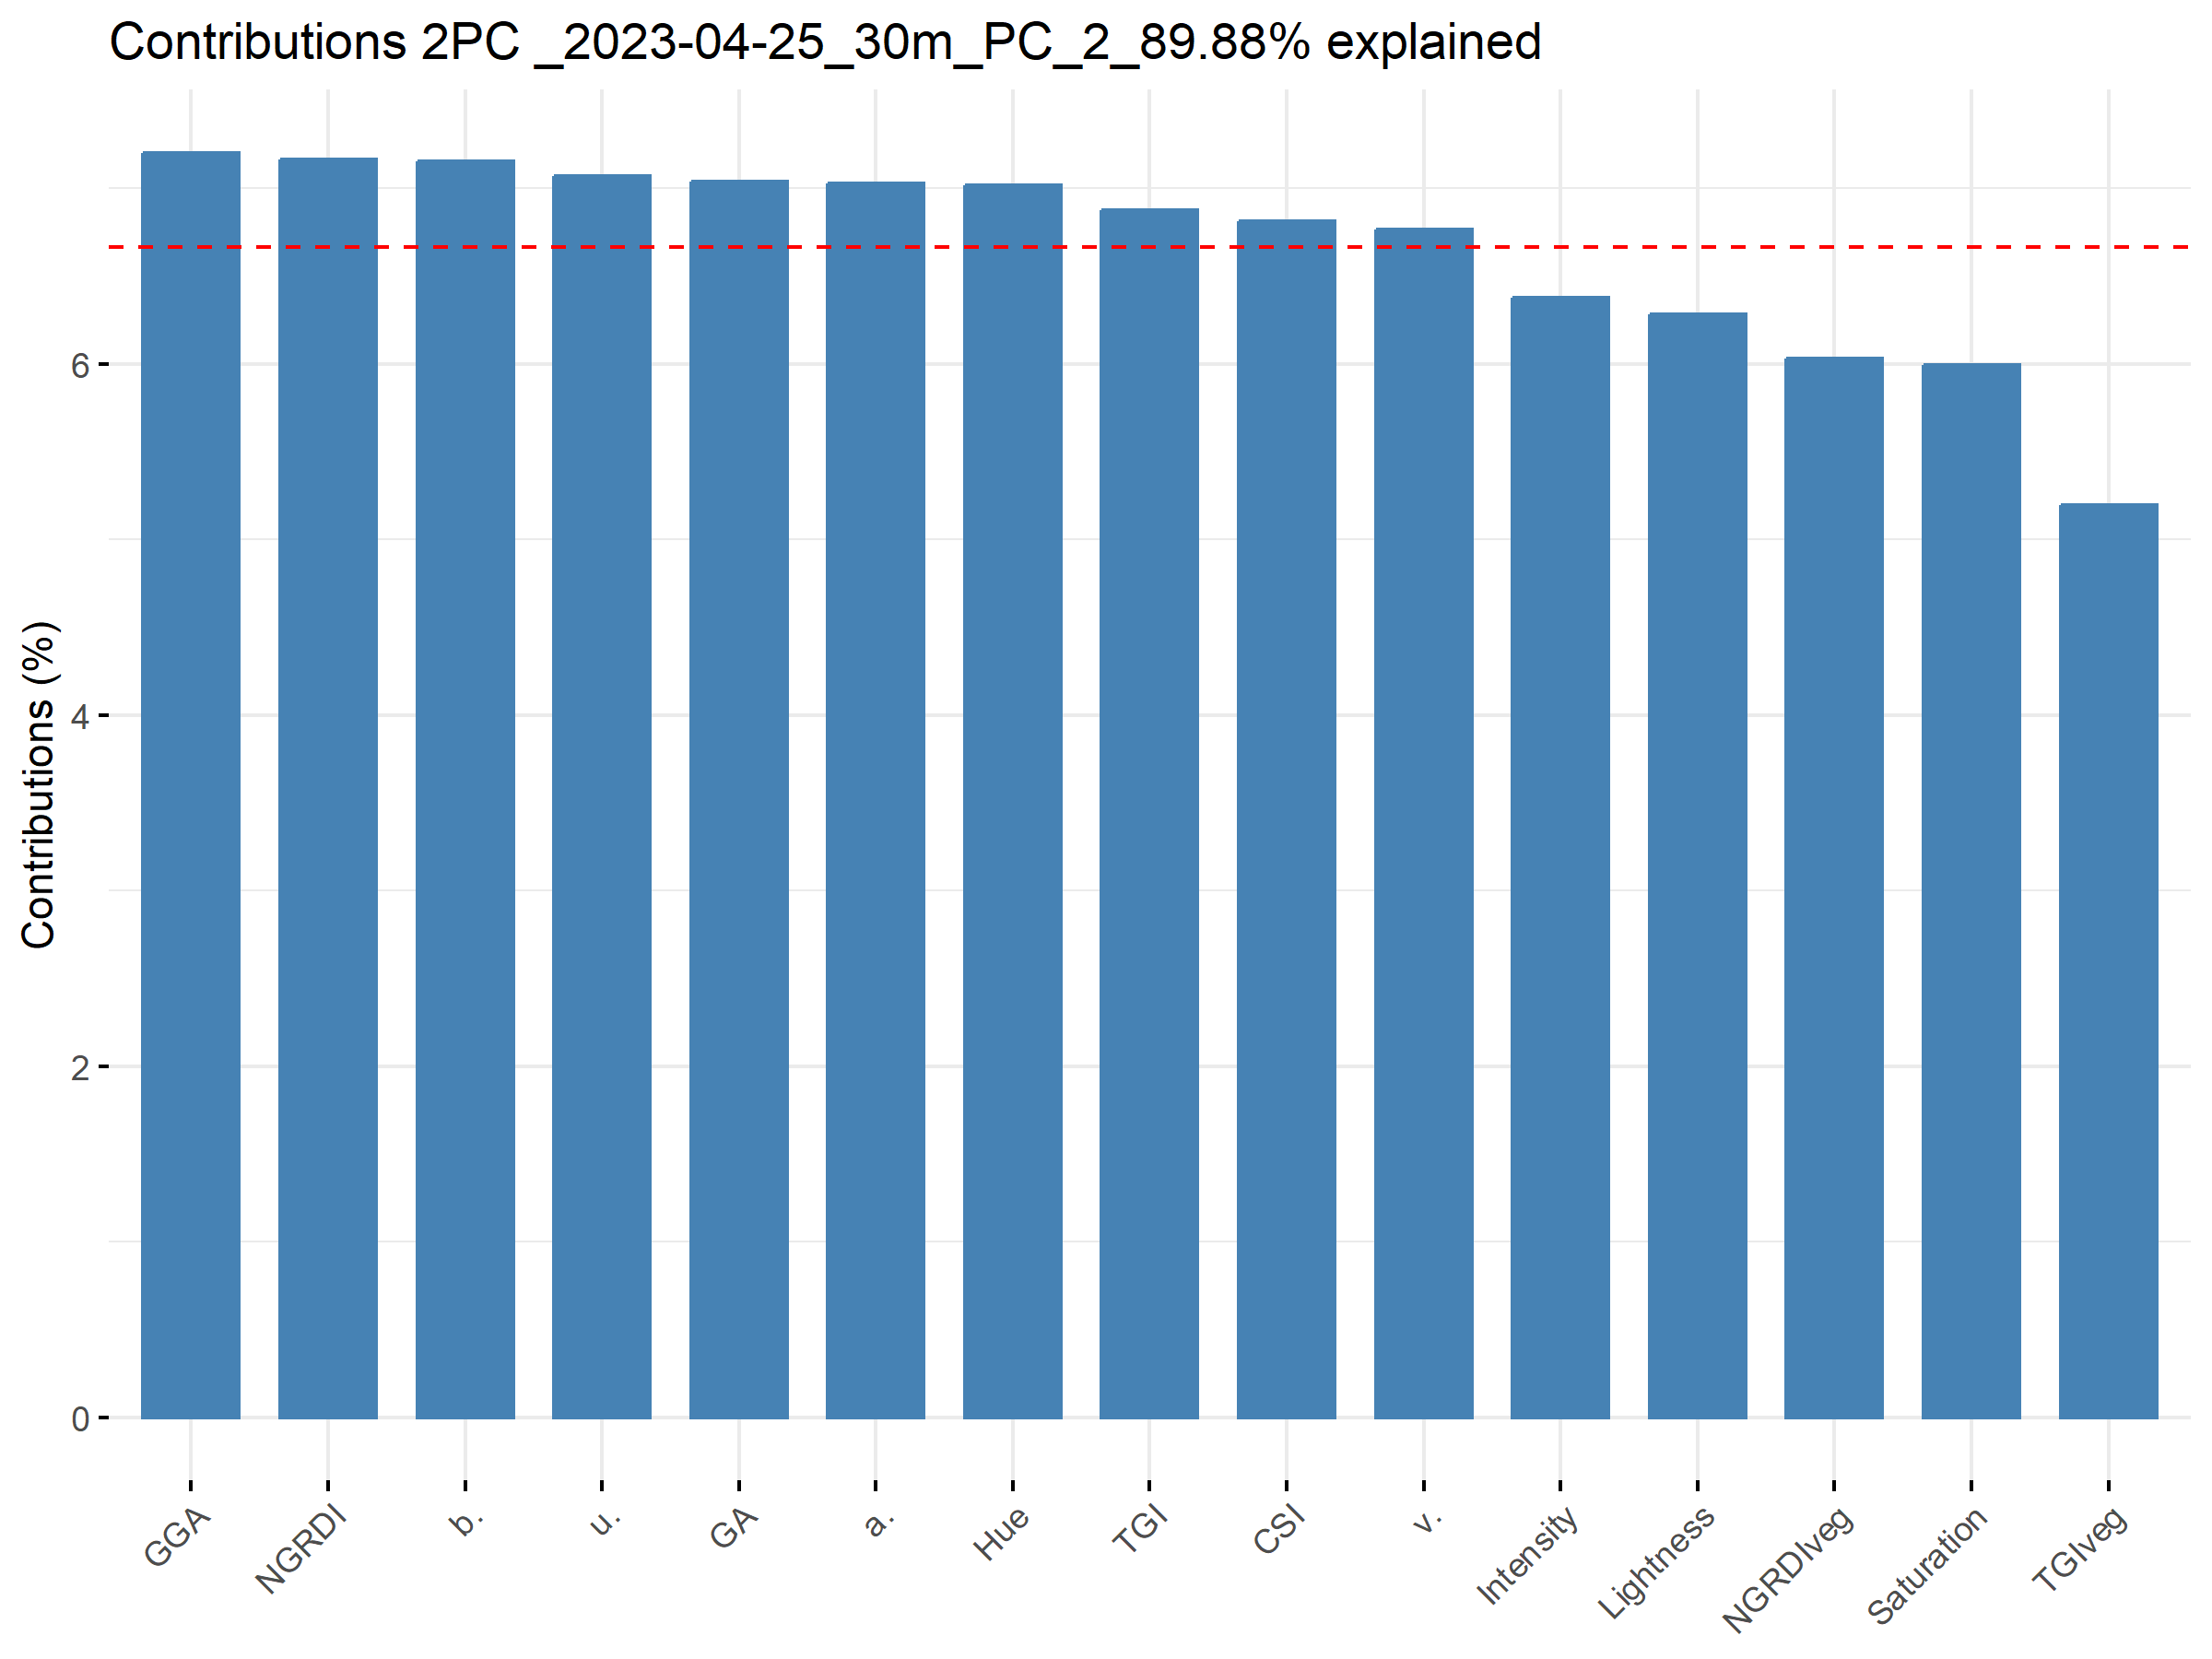 Contributions 2PC _2023-04-25_30m_PC_2_89.88% explained
Contributions (%)
6
4
2
0
GGA
NGRDI
b.
u.
GA
a.
Hue
TGI
CSI
v.
Intensity
Lightness
NGRDIveg
Saturation
TGIveg